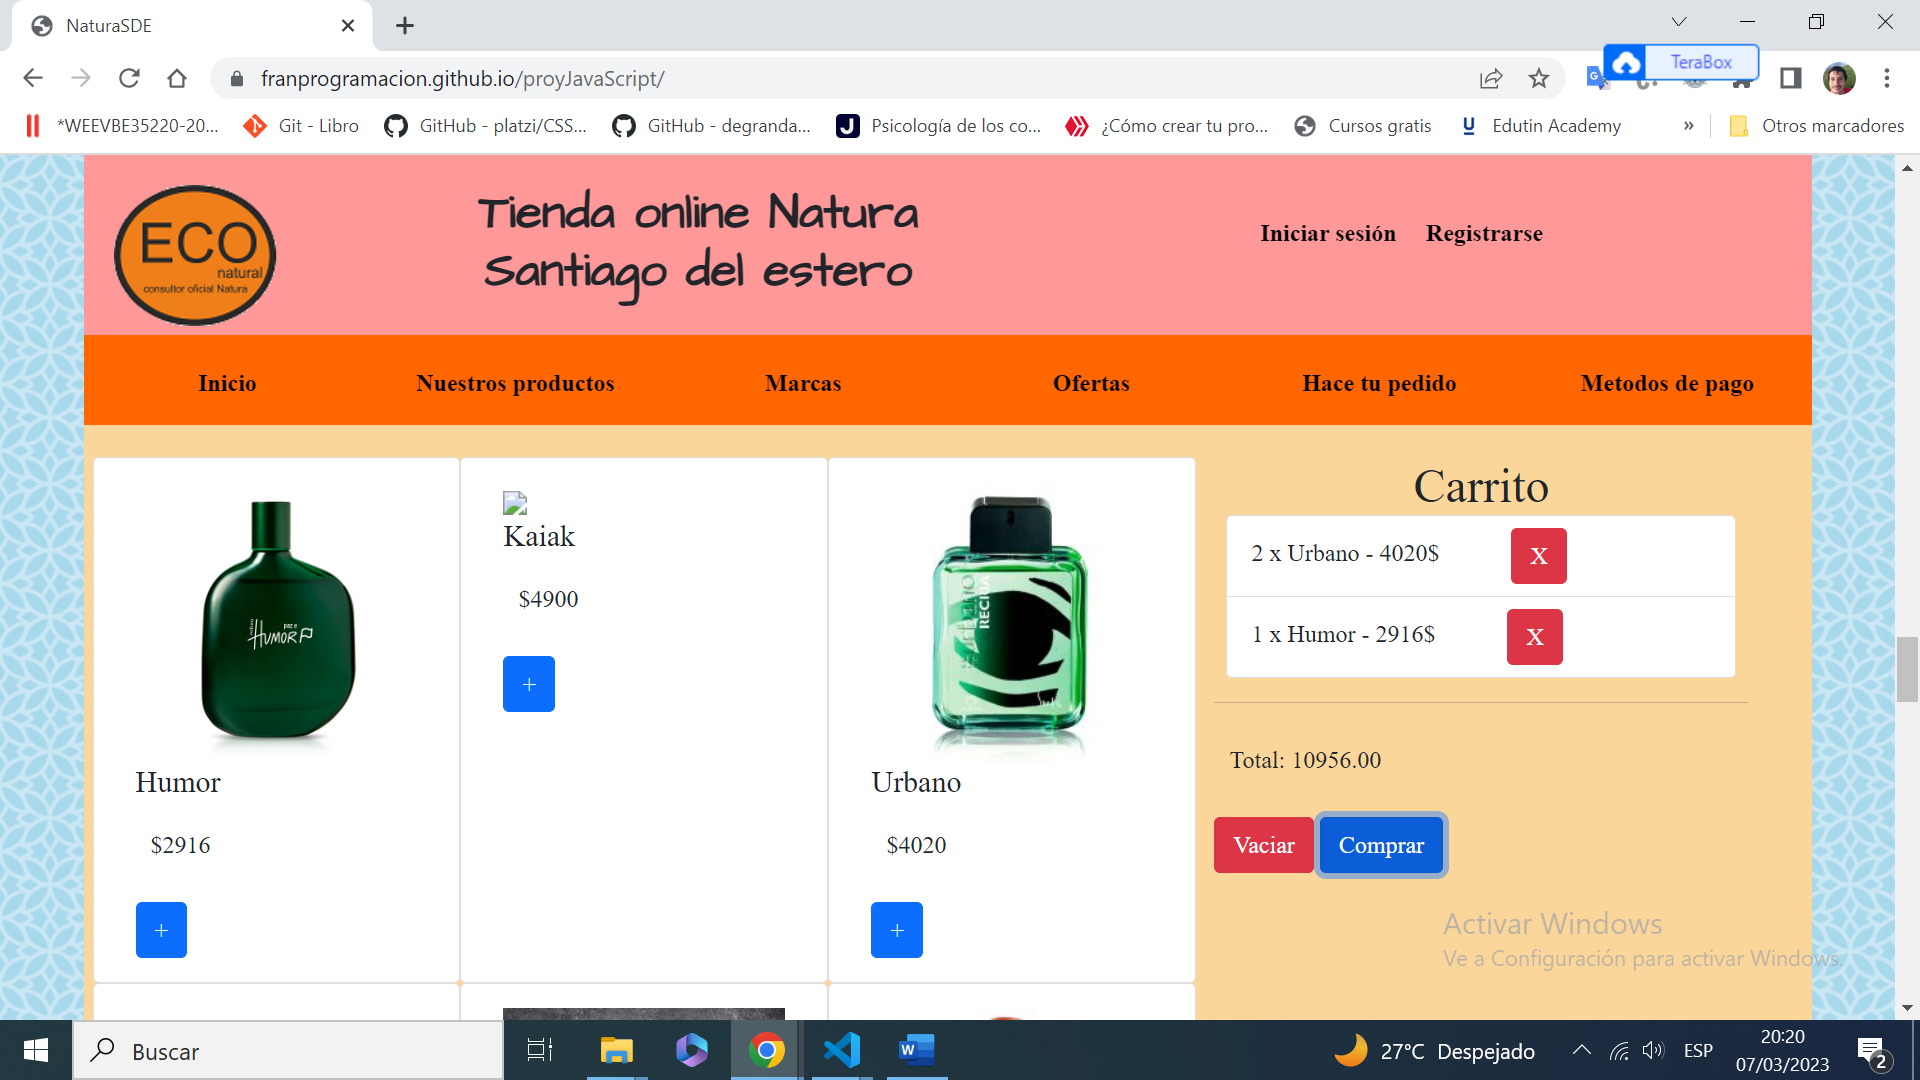 NaturaSDE
franprogramacion.github.io/proyJavaScript/
TeraBox
*WEEVBE35220-20... Git - Libro GitHub - platzi/CSS... GitHub - degranda... Psicología de los co... ¿Cómo crear tu pro... Cursos gratis Edutin Academy » Otros marcadores
ECO
natural
consultor oficial Natura
Tienda online Natura
Santiago del estero
Iniciar sesión Registrarse
Inicio Nuestros productos Marcas Ofertas Hace tu pedido Metodos de pago
Humor
paz e
Humor
$2916
+
Kaiak
$4900
+
urbano
RECRIA
Urbano
$4020
+
Carrito
2 x Urbano - 4020$ X
1 x Humor - 2916$ X
Total: 10956.00
Vaciar Comprar
Activar Windows
Ve a Configuración para activar Windows.
Buscar
27°C Despejado
ESP
20:20
07/03/2023
2